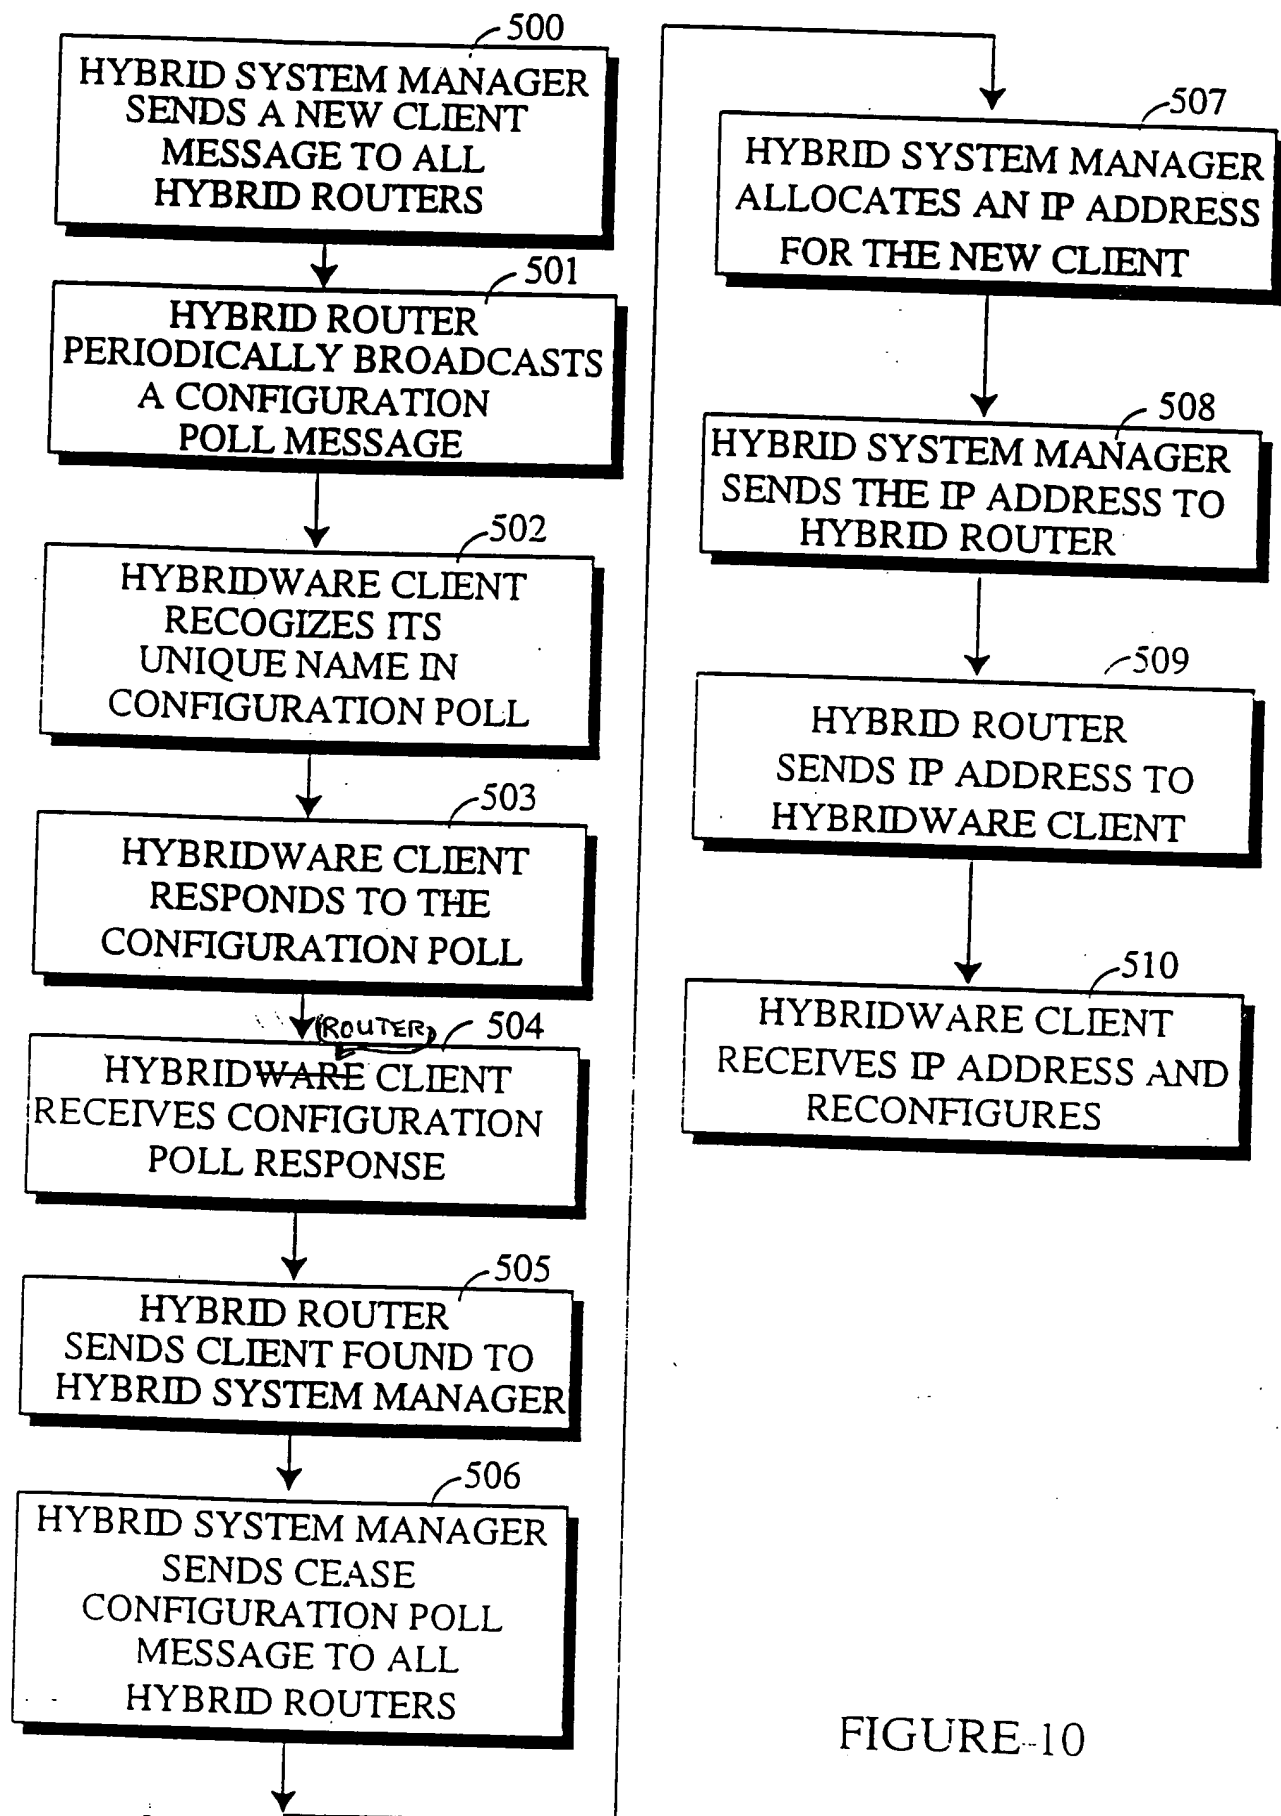 500
HYBRID SYSTEM MANAGER
SENDS A NEW CLIENT
MESSAGE TO ALL
HYBRID ROUTERS
501
HYBRID ROUTER
PERIODICALLY BROADCASTS
A CONFIGURATION
POLL MESSAGE
502
HYBRIDWARE CLIENT
RECOGIZES ITS
UNIQUE NAME IN
CONFIGURATION POLL
503
HYBRIDWARE CLIENT
RESPONDS TO THE
CONFIGURATION POLL
(ROUTER) 504
HYBRIDWARE CLIENT
RECEIVES CONFIGURATION
POLL RESPONSE
505
HYBRID ROUTER
SENDS CLIENT FOUND TO
HYBRID SYSTEM MANAGER
506
HYBRID SYSTEM MANAGER
SENDS CEASE
CONFIGURATION POLL
MESSAGE TO ALL
HYBRID ROUTERS
507
HYBRID SYSTEM MANAGER
ALLOCATES AN IP ADDRESS
FOR THE NEW CLIENT
508
HYBRID SYSTEM MANAGER
SENDS THE IP ADDRESS TO
HYBRID ROUTER
509
HYBRID ROUTER
SENDS IP ADDRESS TO
HYBRIDWARE CLIENT
510
HYBRIDWARE CLIENT
RECEIVES IP ADDRESS AND
RECONFIGURES
FIGURE 10